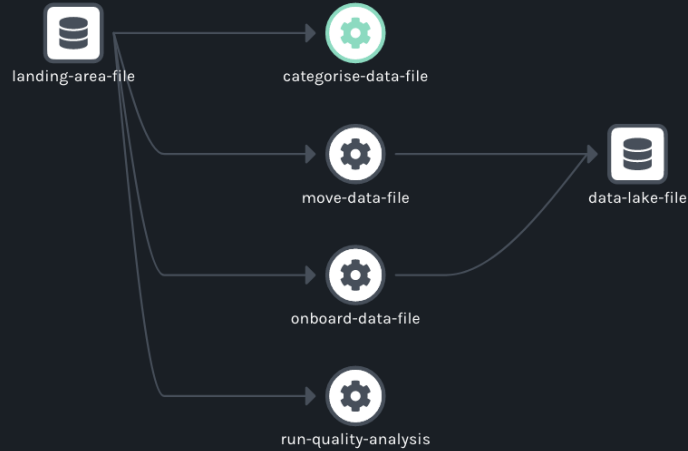 landing-area-file
categorise-data-file
move-data-file
data-lake-file
onboard-data-file
run-quality-analysis